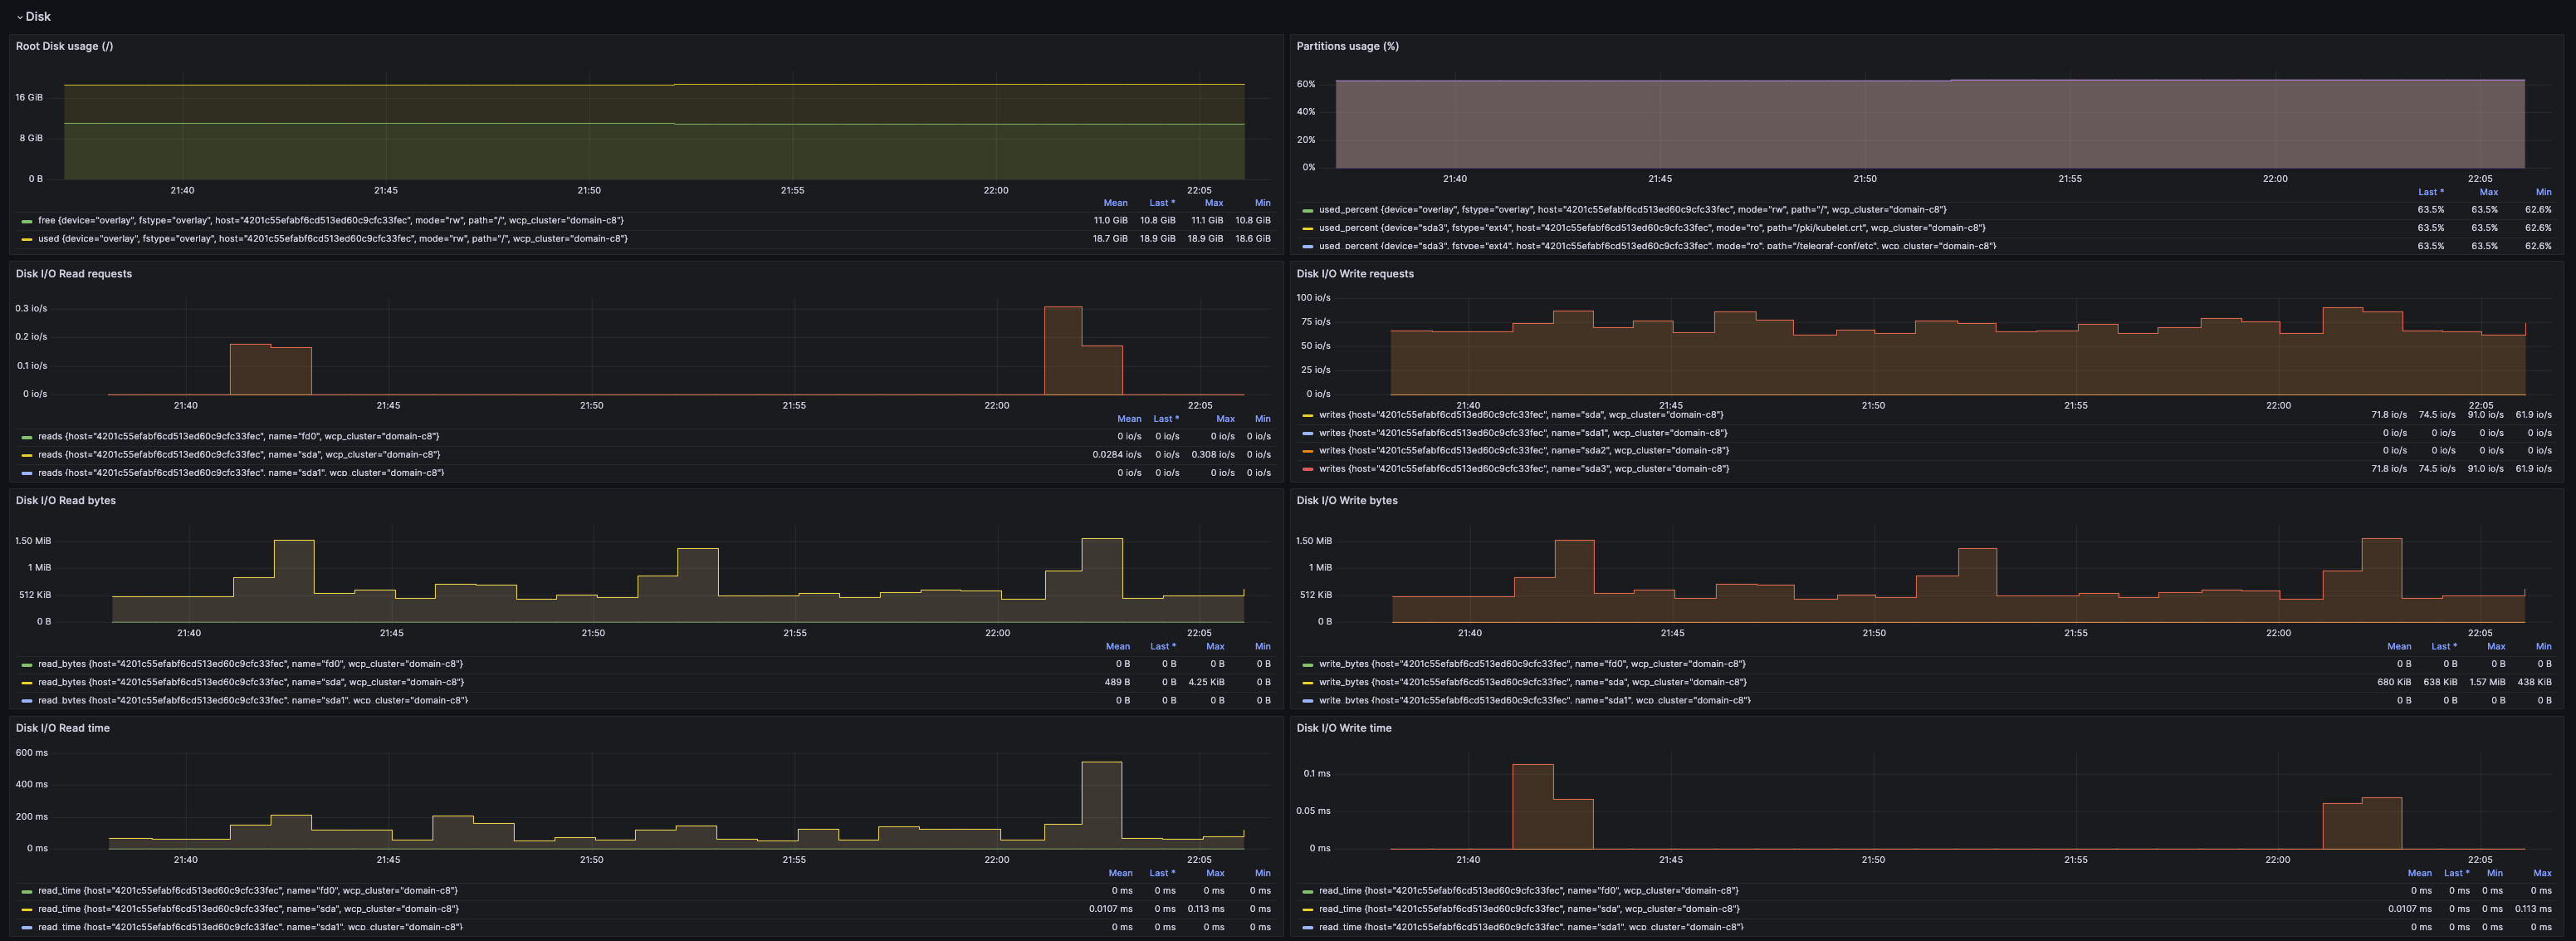 Disk
Root Disk usage (/)
16 GiB
8 GiB
0 B
21:40 21:45 21:50 21:55 22:00 22:05
Mean Last * Max Min
free {device="overlay", fstype="overlay", host="4201c55efabf6cd513ed60c9cfc33fec", mode="rw", path="/", wcp_cluster="domain-c8"} 11.0 GiB 10.8 GiB 11.1 GiB 10.8 GiB
used {device="overlay", fstype="overlay", host="4201c55efabf6cd513ed60c9cfc33fec", mode="rw", path="/", wcp_cluster="domain-c8"} 18.7 GiB 18.9 GiB 18.9 GiB 18.6 GiB
Partitions usage (%)
60%
40%
20%
0%
21:40 21:45 21:50 21:55 22:00 22:05
Last * Max Min
used_percent {device="overlay", fstype="overlay", host="4201c55efabf6cd513ed60c9cfc33fec", mode="rw", path="/", wcp_cluster="domain-c8"} 63.5% 63.5% 62.6%
used_percent {device="sda3", fstype="ext4", host="4201c55efabf6cd513ed60c9cfc33fec", mode="ro", path="/pki/kubelet.crt", wcp_cluster="domain-c8"} 63.5% 63.5% 62.6%
used_percent {device="sda3", fstype="ext4", host="4201c55efabf6cd513ed60c9cfc33fec", mode="ro", path="/telegraf-conf/etc", wcp_cluster="domain-c8"} 63.5% 63.5% 62.6%
Disk I/O Read requests
0.3 io/s
0.2 io/s
0.1 io/s
0 io/s
21:40 21:45 21:50 21:55 22:00 22:05
Mean Last * Max Min
reads {host="4201c55efabf6cd513ed60c9cfc33fec", name="fd0", wcp_cluster="domain-c8"} 0 io/s 0 io/s 0 io/s 0 io/s
reads {host="4201c55efabf6cd513ed60c9cfc33fec", name="sda", wcp_cluster="domain-c8"} 0.0284 io/s 0 io/s 0.308 io/s 0 io/s
reads {host="4201c55efabf6cd513ed60c9cfc33fec", name="sda1", wcp_cluster="domain-c8"} 0 io/s 0 io/s 0 io/s 0 io/s
Disk I/O Write requests
100 io/s
75 io/s
50 io/s
25 io/s
0 io/s
21:40 21:45 21:50 21:55 22:00 22:05
writes {host="4201c55efabf6cd513ed60c9cfc33fec", name="sda", wcp_cluster="domain-c8"} 71.8 io/s 74.5 io/s 91.0 io/s 61.9 io/s
writes {host="4201c55efabf6cd513ed60c9cfc33fec", name="sda1", wcp_cluster="domain-c8"} 0 io/s 0 io/s 0 io/s 0 io/s
writes {host="4201c55efabf6cd513ed60c9cfc33fec", name="sda2", wcp_cluster="domain-c8"} 0 io/s 0 io/s 0 io/s 0 io/s
writes {host="4201c55efabf6cd513ed60c9cfc33fec", name="sda3", wcp_cluster="domain-c8"} 71.8 io/s 74.5 io/s 91.0 io/s 61.9 io/s
Disk I/O Read bytes
1.50 MiB
1 MiB
512 KiB
0 B
21:40 21:45 21:50 21:55 22:00 22:05
Mean Last * Max Min
read_bytes {host="4201c55efabf6cd513ed60c9cfc33fec", name="fd0", wcp_cluster="domain-c8"} 0 B 0 B 0 B 0 B
read_bytes {host="4201c55efabf6cd513ed60c9cfc33fec", name="sda", wcp_cluster="domain-c8"} 489 B 0 B 4.25 KiB 0 B
read_bytes {host="4201c55efabf6cd513ed60c9cfc33fec", name="sda1", wcp_cluster="domain-c8"} 0 B 0 B 0 B 0 B
Disk I/O Write bytes
1.50 MiB
1 MiB
512 KiB
0 B
21:40 21:45 21:50 21:55 22:00 22:05
Mean Last * Max Min
write_bytes {host="4201c55efabf6cd513ed60c9cfc33fec", name="fd0", wcp_cluster="domain-c8"} 0 B 0 B 0 B 0 B
write_bytes {host="4201c55efabf6cd513ed60c9cfc33fec", name="sda", wcp_cluster="domain-c8"} 680 KiB 638 KiB 1.57 MiB 438 KiB
write_bytes {host="4201c55efabf6cd513ed60c9cfc33fec", name="sda1", wcp_cluster="domain-c8"} 0 B 0 B 0 B 0 B
Disk I/O Read time
600 ms
400 ms
200 ms
0 ms
21:40 21:45 21:50 21:55 22:00 22:05
Mean Last * Max Min
read_time {host="4201c55efabf6cd513ed60c9cfc33fec", name="fd0", wcp_cluster="domain-c8"} 0 ms 0 ms 0 ms 0 ms
read_time {host="4201c55efabf6cd513ed60c9cfc33fec", name="sda", wcp_cluster="domain-c8"} 0.0107 ms 0 ms 0.113 ms 0 ms
read_time {host="4201c55efabf6cd513ed60c9cfc33fec", name="sda1", wcp_cluster="domain-c8"} 0 ms 0 ms 0 ms 0 ms
Disk I/O Write time
0.1 ms
0.05 ms
0 ms
21:40 21:45 21:50 21:55 22:00 22:05
Mean Last * Min Max
read_time {host="4201c55efabf6cd513ed60c9cfc33fec", name="fd0", wcp_cluster="domain-c8"} 0 ms 0 ms 0 ms 0 ms
read_time {host="4201c55efabf6cd513ed60c9cfc33fec", name="sda", wcp_cluster="domain-c8"} 0.0107 ms 0 ms 0 ms 0.113 ms
read_time {host="4201c55efabf6cd513ed60c9cfc33fec", name="sda1", wcp_cluster="domain-c8"} 0 ms 0 ms 0 ms 0 ms